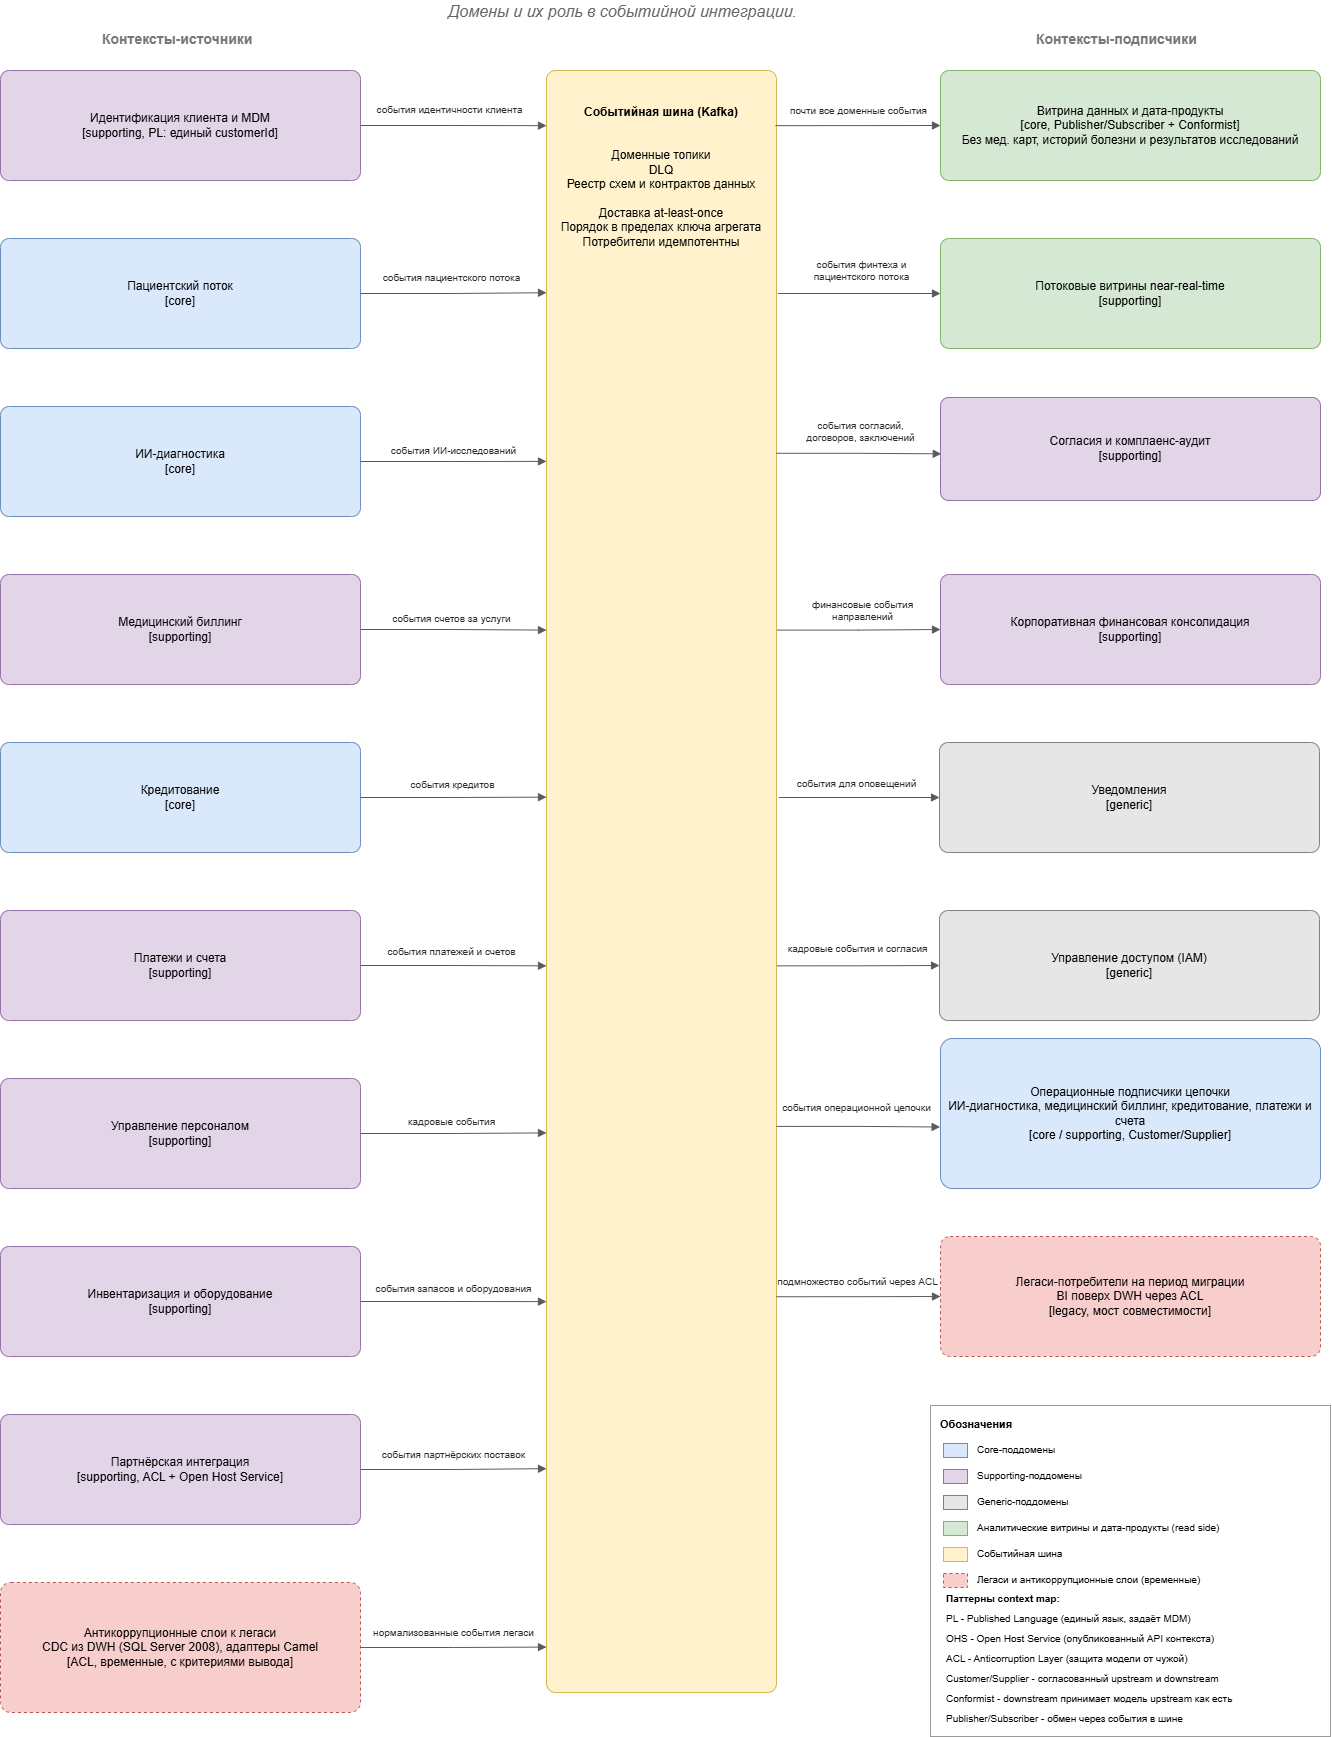 Домены и их роль в событийной интеграции.
Контексты-источники
Контексты-подписчики
Идентификация клиента и MDM
[supporting, PL: единый customerId]
события идентичности клиента
Событийная шина (Kafka)
Доменные топики
DLQ
Реестр схем и контрактов данных
Доставка at-least-once
Порядок в пределах ключа агрегата
Потребители идемпотентны
почти все доменные события
Витрина данных и дата-продукты
[core, Publisher/Subscriber + Conformist]
Без мед. карт, историй болезни и результатов исследований
Пациентский поток
[core]
события пациентского потока
события финтеха и
пациентского потока
Потоковые витрины near-real-time
[supporting]
ИИ-диагностика
[core]
события ИИ-исследований
события согласий,
договоров, заключений
Согласия и комплаенс-аудит
[supporting]
Медицинский биллинг
[supporting]
события счетов за услуги
финансовые события
направлений
Корпоративная финансовая консолидация
[supporting]
Кредитование
[core]
события кредитов
события для оповещений
Уведомления
[generic]
Платежи и счета
[supporting]
события платежей и счетов
кадровые события и согласия
Управление доступом (IAM)
[generic]
Управление персоналом
[supporting]
кадровые события
события операционной цепочки
Операционные подписчики цепочки
ИИ-диагностика, медицинский биллинг, кредитование, платежи и
счета
[core / supporting, Customer/Supplier]
Инвентаризация и оборудование
[supporting]
события запасов и оборудования
подмножество событий через ACL
Легаси-потребители на период миграции
BI поверх DWH через ACL
[legacy, мост совместимости]
Партнёрская интеграция
[supporting, ACL + Open Host Service]
события партнёрских поставок
Антикоррупционные слои к легаси
CDC из DWH (SQL Server 2008), адаптеры Camel
[ACL, временные, с критериями вывода]
нормализованные события легаси
Обозначения
Core-поддомены
Supporting-поддомены
Generic-поддомены
Аналитические витрины и дата-продукты (read side)
Событийная шина
Легаси и антикоррупционные слои (временные)
Паттерны context map:
PL - Published Language (единый язык, задаёт MDM)
OHS - Open Host Service (опубликованный API контекста)
ACL - Anticorruption Layer (защита модели от чужой)
Customer/Supplier - согласованный upstream и downstream
Conformist - downstream принимает модель upstream как есть
Publisher/Subscriber - обмен через события в шине